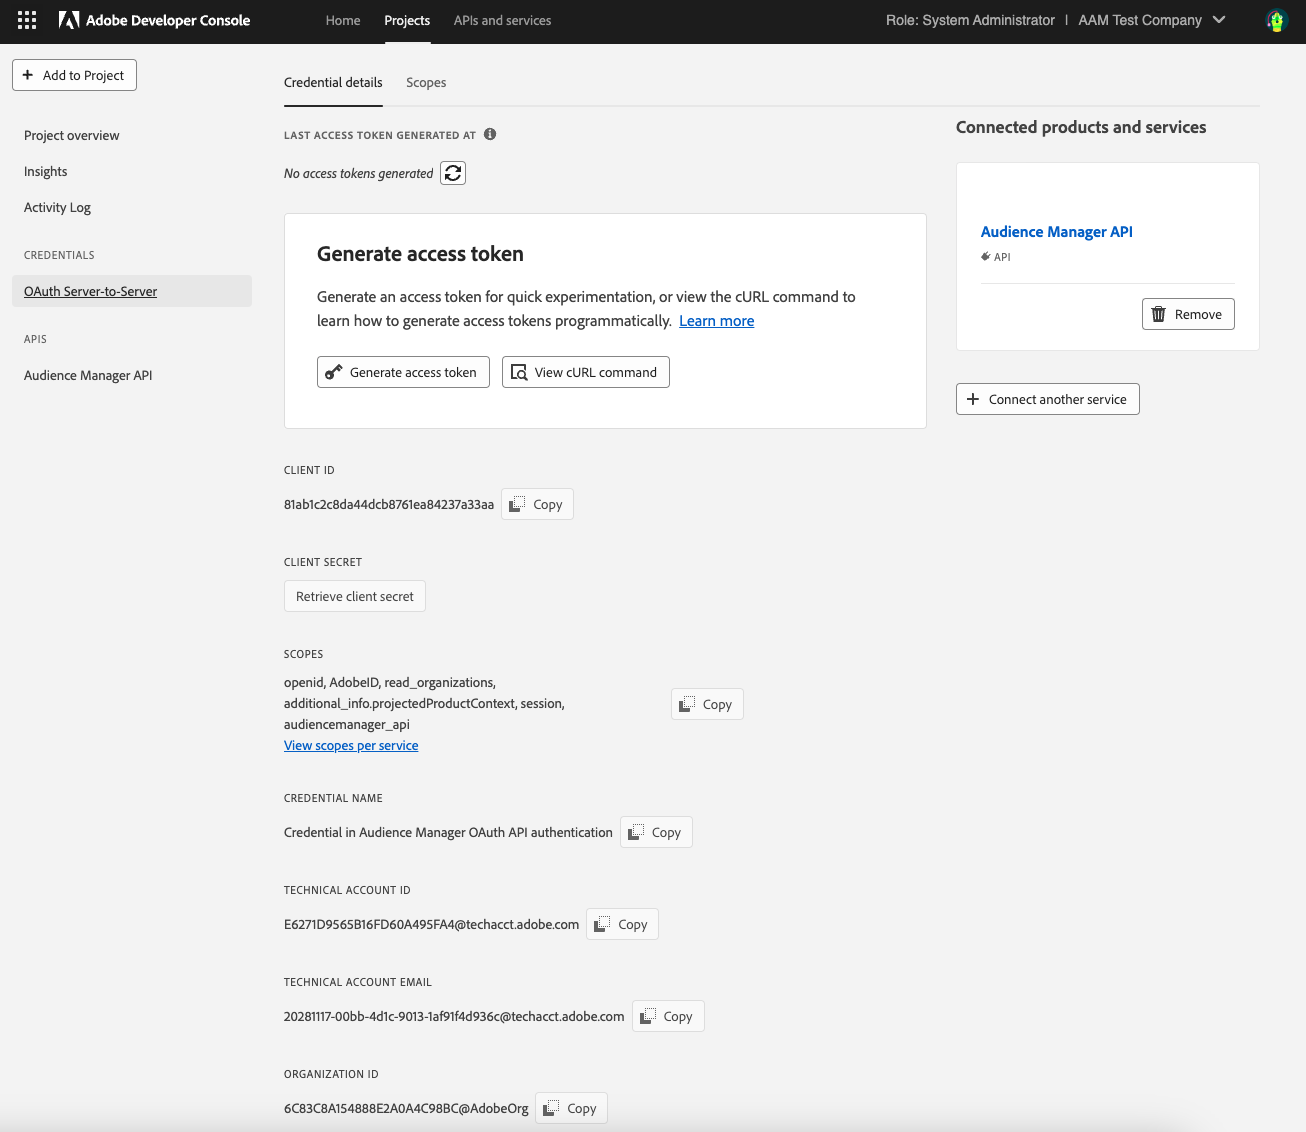 Adobe Developer Console
Home
Projects
APIs and services
Role: System Administrator | AAM Test Company
Add to Project
Project overview
Insights
Activity Log
CREDENTIALS
OAuth Server-to-Server
APIS
Audience Manager API
Credential details
Scopes
LAST ACCESS TOKEN GENERATED AT
No access tokens generated
Generate access token
Generate an access token for quick experimentation, or view the cURL command to
learn how to generate access tokens programmatically. Learn more
Generate access token
View cURL command
CLIENT ID
81ab1c2c8da44dcb8761ea84237a33aa
Copy
CLIENT SECRET
Retrieve client secret
SCOPES
openid, AdobeID, read_organizations,
additional_info.projectedProductContext, session,
audiencemanager_api
Copy
View scopes per service
CREDENTIAL NAME
Credential in Audience Manager OAuth API authentication
Copy
TECHNICAL ACCOUNT ID
E6271D9565B16FD60A495FA4@techacct.adobe.com
Copy
TECHNICAL ACCOUNT EMAIL
20281117-00bb-4d1c-9013-1af91f4d936c@techacct.adobe.com
Copy
ORGANIZATION ID
6C83C8A154888E2A0A4C98BC@AdobeOrg
Copy
Connected products and services
Audience Manager API
API
Remove
Connect another service